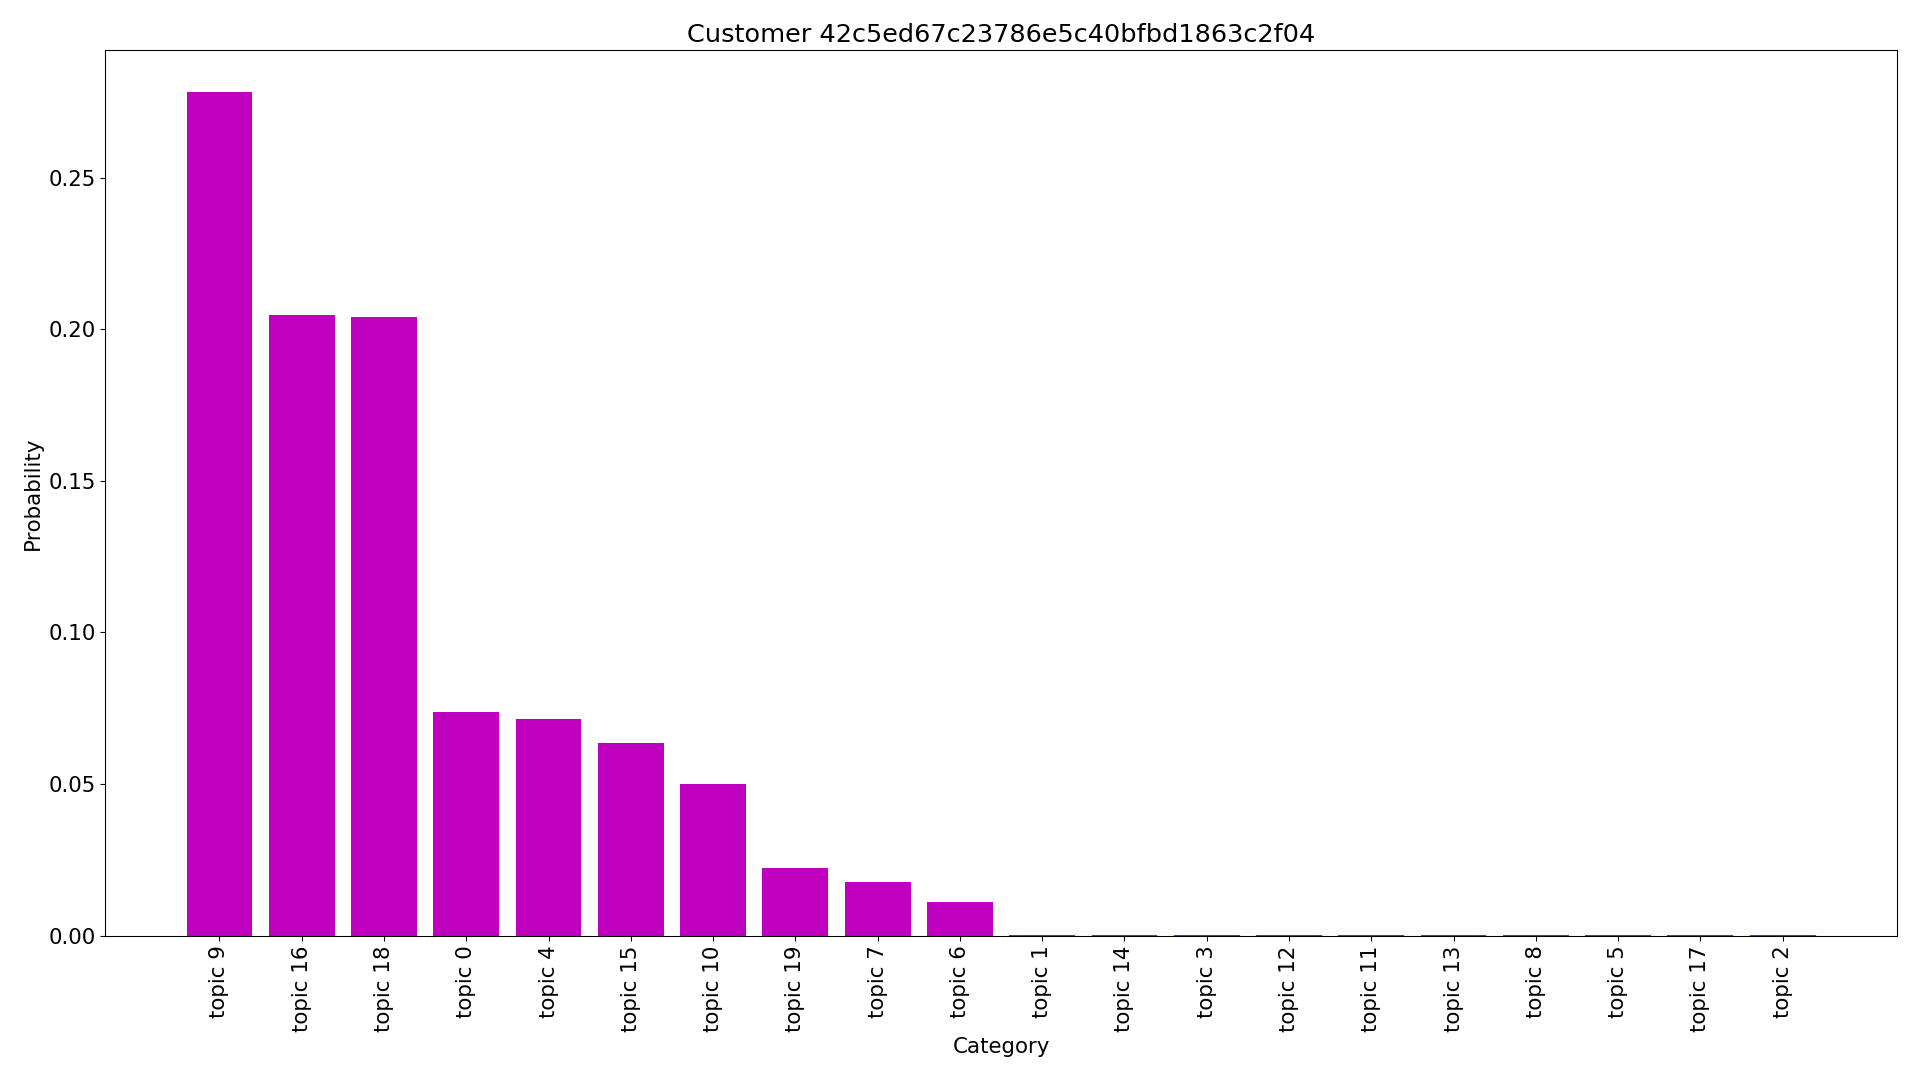 Customer 42c5ed67c23786e5c40bfbd1863c2f04
Probability
0.25
0.20
0.15
0.10
0.05
0.00
topic 9
topic 16
topic 18
topic 0
topic 4
topic 15
topic 10
topic 19
topic 7
topic 6
topic 1
topic 14
topic 3
topic 12
topic 11
topic 13
topic 8
topic 5
topic 17
topic 2
Category